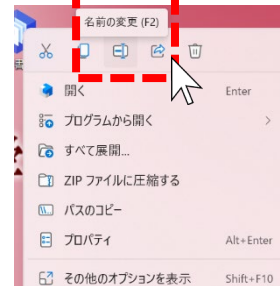 名前の変更 (F2)
開く Enter
プログラムから開く
すべて展開...
ZIP ファイルに圧縮する
パスのコピー
プロパティ Alt+Enter
その他のオプションを表示 Shift+F10